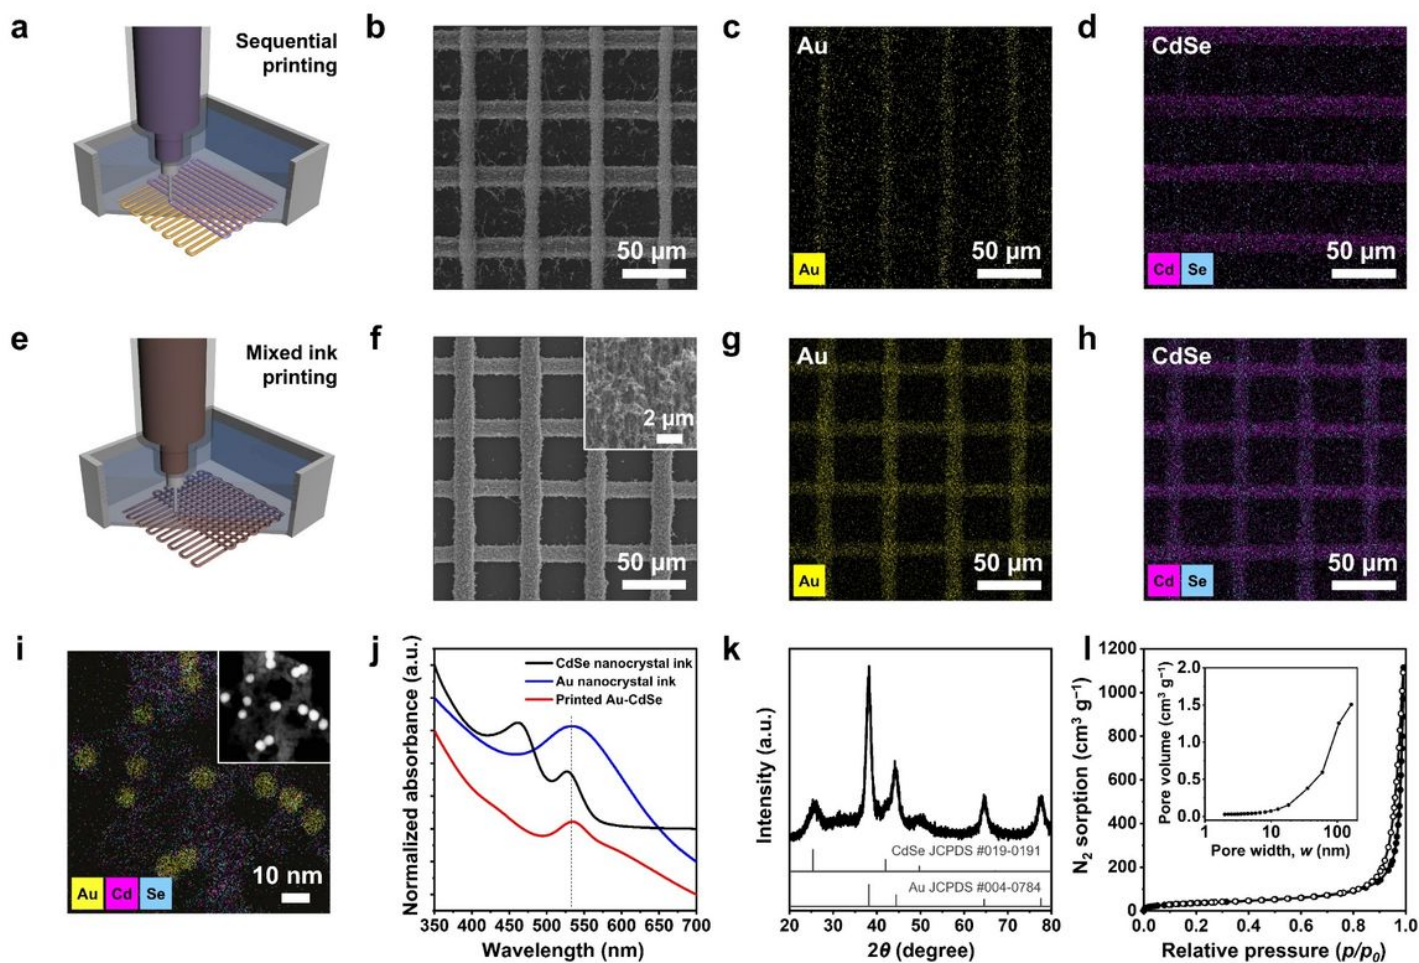 a
Sequential
printing
b
50 μm
c
Au
50 μm
Au
d
CdSe
50 μm
Cd Se
e
Mixed ink
printing
f
2 μm
50 μm
g
Au
50 μm
Au
h
CdSe
50 μm
Cd Se
i
10 nm
Au Cd Se
j
Normalized absorbance (a.u.)
CdSe nanocrystal ink
Au nanocrystal ink
Printed Au-CdSe
350 400 450 500 550 600 650 700
Wavelength (nm)
k
Intensity (a.u.)
CdSe JCPDS #019-0191
Au JCPDS #004-0784
20 30 40 50 60 70 80
2θ (degree)
l
N₂ sorption (cm³ g⁻¹)
1200
1000
800
600
400
200
0
Pore volume (cm³ g⁻¹)
2.0
1.5
1.0
0.5
0.0
1 10 100
Pore width, w (nm)
0.0 0.2 0.4 0.6 0.8 1.0
Relative pressure (p/p₀)